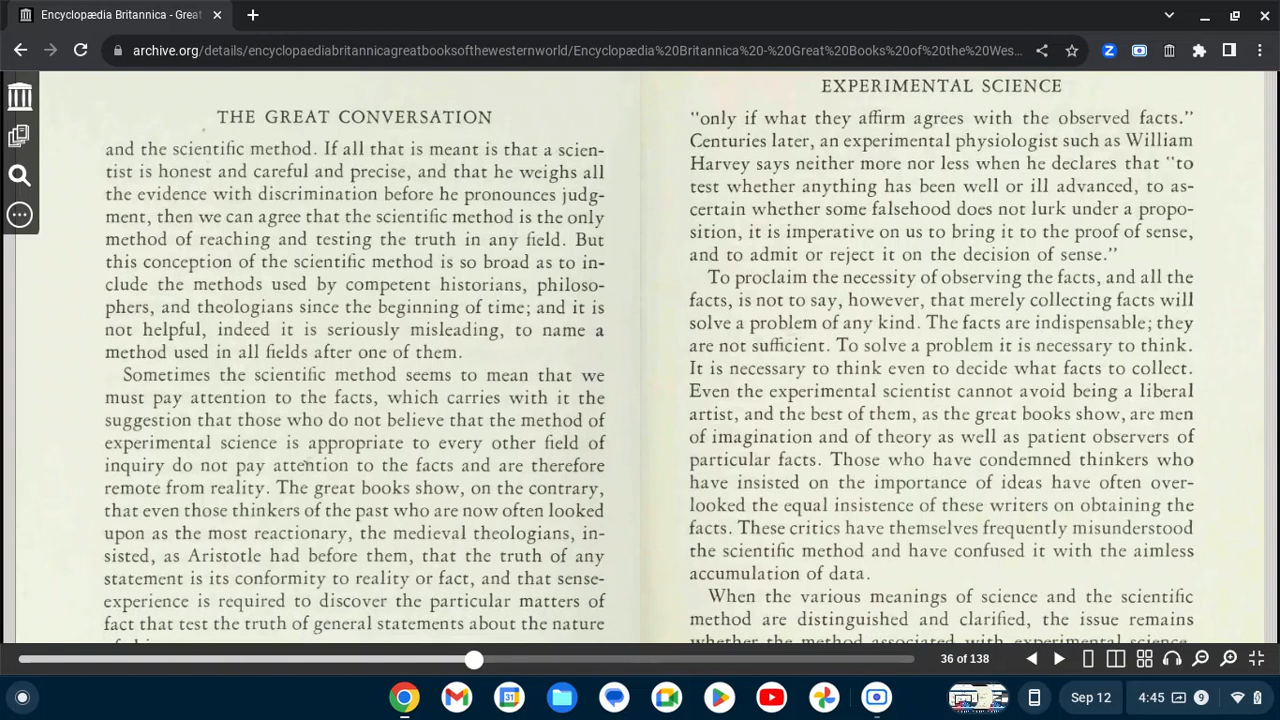 Encyclopædia Britannica - Great
archive.org/details/encyclopaediabritannicagreatbooksofthewesternworld/Encyclopædia%20Britannica%20-%20Great%20Books%20of%20the%20Wes...
THE GREAT CONVERSATION
and the scientific method. If all that is meant is that a scien-
tist is honest and careful and precise, and that he weighs all
the evidence with discrimination before he pronounces judg-
ment, then we can agree that the scientific method is the only
method of reaching and testing the truth in any field. But
this conception of the scientific method is so broad as to in-
clude the methods used by competent historians, philoso-
phers, and theologians since the beginning of time; and it is
not helpful, indeed it is seriously misleading, to name a
method used in all fields after one of them.
Sometimes the scientific method seems to mean that we
must pay attention to the facts, which carries with it the
suggestion that those who do not believe that the method of
experimental science is appropriate to every other field of
inquiry do not pay attention to the facts and are therefore
remote from reality. The great books show, on the contrary,
that even those thinkers of the past who are now often looked
upon as the most reactionary, the medieval theologians, in-
sisted, as Aristotle had before them, that the truth of any
statement is its conformity to reality or fact, and that sense-
experience is required to discover the particular matters of
fact that test the truth of general statements about the nature
EXPERIMENTAL SCIENCE
"only if what they affirm agrees with the observed facts."
Centuries later, an experimental physiologist such as William
Harvey says neither more nor less when he declares that "to
test whether anything has been well or ill advanced, to as-
certain whether some falsehood does not lurk under a propo-
sition, it is imperative on us to bring it to the proof of sense,
and to admit or reject it on the decision of sense."
To proclaim the necessity of observing the facts, and all the
facts, is not to say, however, that merely collecting facts will
solve a problem of any kind. The facts are indispensable; they
are not sufficient. To solve a problem it is necessary to think.
It is necessary to think even to decide what facts to collect.
Even the experimental scientist cannot avoid being a liberal
artist, and the best of them, as the great books show, are men
of imagination and of theory as well as patient observers of
particular facts. Those who have condemned thinkers who
have insisted on the importance of ideas have often over-
looked the equal insistence of these writers on obtaining the
facts. These critics have themselves frequently misunderstood
the scientific method and have confused it with the aimless
accumulation of data.
When the various meanings of science and the scientific
method are distinguished and clarified, the issue remains
whether the method associated with experimental science,
36 of 138
Sep 12
4:45
9